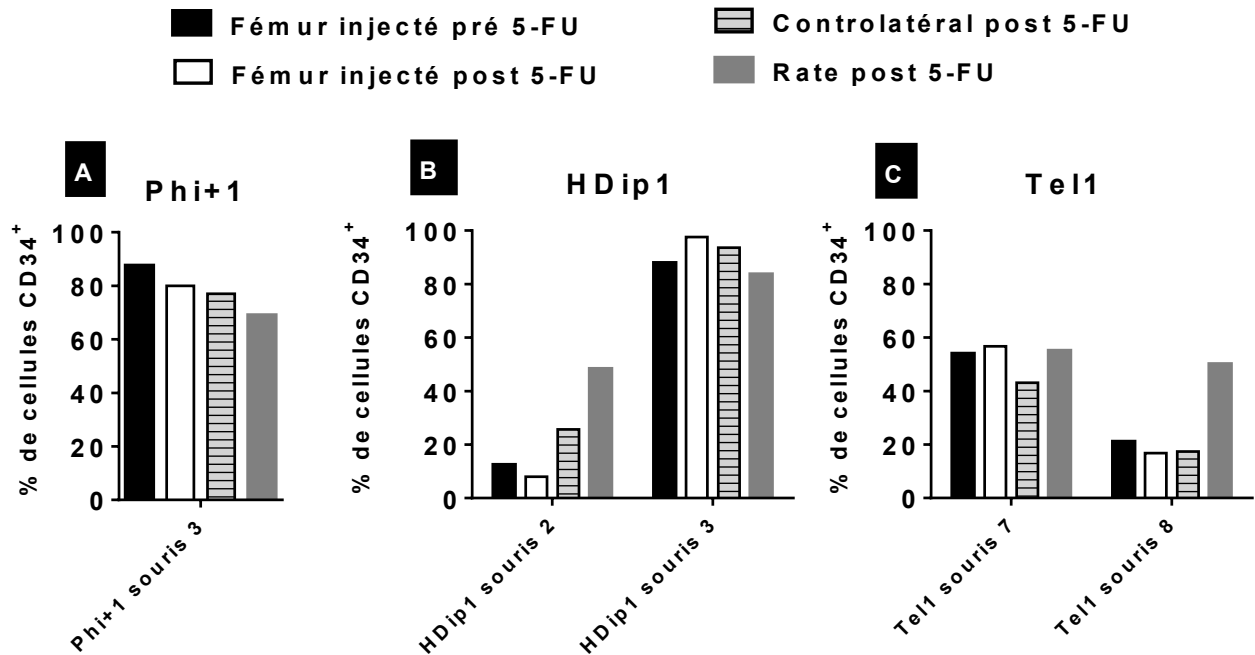 Fémur injecté pré 5-FU
Fémur injecté post 5-FU
Controlatéral post 5-FU
Rate post 5-FU
A
Phi+1
% de cellules CD34+
100
80
60
40
20
0
Phi+1 souris 3
B
HDip1
% de cellules CD34+
100
80
60
40
20
0
HDip1 souris 2
HDip1 souris 3
C
Tel1
% de cellules CD34+
100
80
60
40
20
0
Tel1 souris 7
Tel1 souris 8